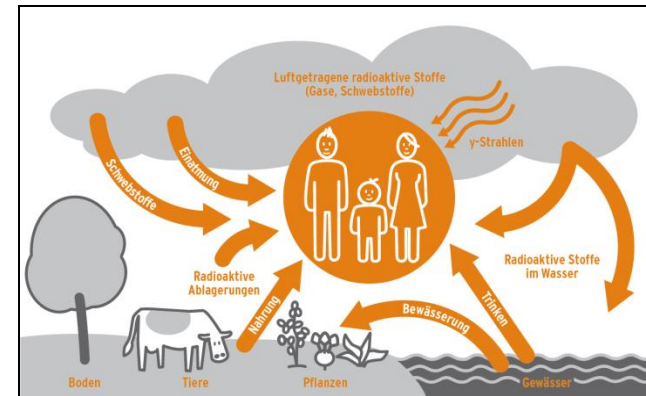 Luftgetragene radioaktive Stoffe
(Gase, Schwebstoffe)
γ-Strahlen
Einatmung
Schwebstoffe
Radioaktive
Ablagerungen
Nahrung
Radioaktive Stoffe
im Wasser
Trinken
Bewässerung
Boden
Tiere
Pflanzen
Gewässer